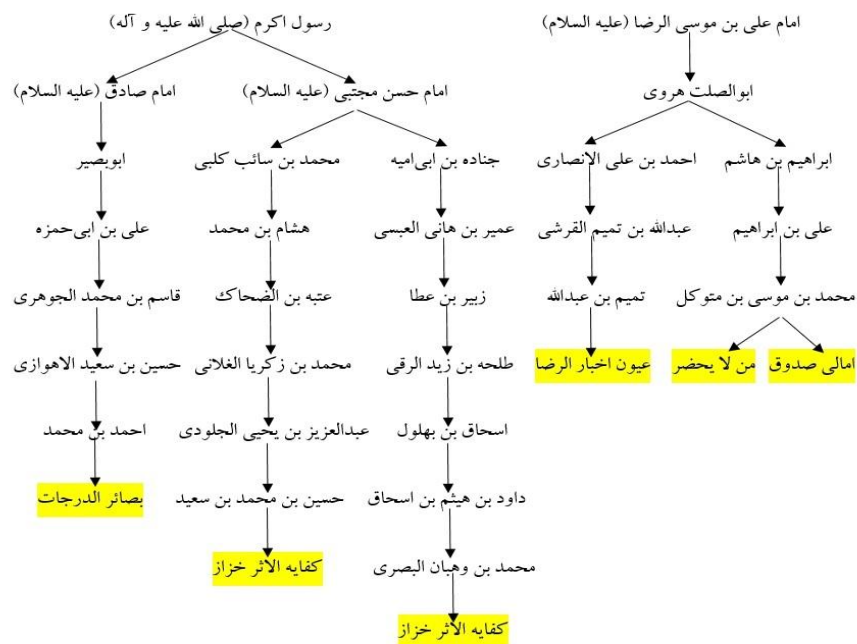 امام علی بن موسی الرضا (علیه السلام)
ابوالصلت هروی
ابراهیم بن هاشم
علی بن ابراهیم
محمد بن موسی بن متوکل
امالی صدوق
من لا یحضر
احمد بن علی الانصاری
عبدالله بن تمیم القرشی
تمیم بن عبدالله
عیون اخبار الرضا
رسول اکرم (صلی الله علیه و آله)
امام حسن مجتبی (علیه السلام)
جناده بن ابی‌امیه
عمیر بن هانی العبسی
زبیر بن عطا
طلحه بن زید الرقی
اسحاق بن بهلول
داود بن هیثم بن اسحاق
محمد بن وهبان البصری
کفایه الاثر خزاز
محمد بن سائب کلبی
هشام بن محمد
عتبه بن الضحاک
محمد بن زکریا الغلانی
عبدالعزیز بن یحیی الجلودی
حسین بن محمد بن سعید
کفایه الاثر خزاز
امام صادق (علیه السلام)
ابوبصیر
علی بن ابی‌حمزه
قاسم بن محمد الجوهری
حسین بن سعید الاهوازی
احمد بن محمد
بصائر الدرجات